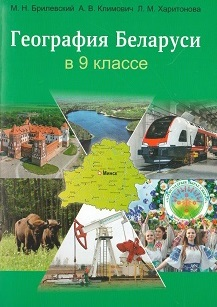 М. Н. Брилевский А. В. Климович Л. М. Харитонова
География Беларуси
в 9 классе
МИНСК